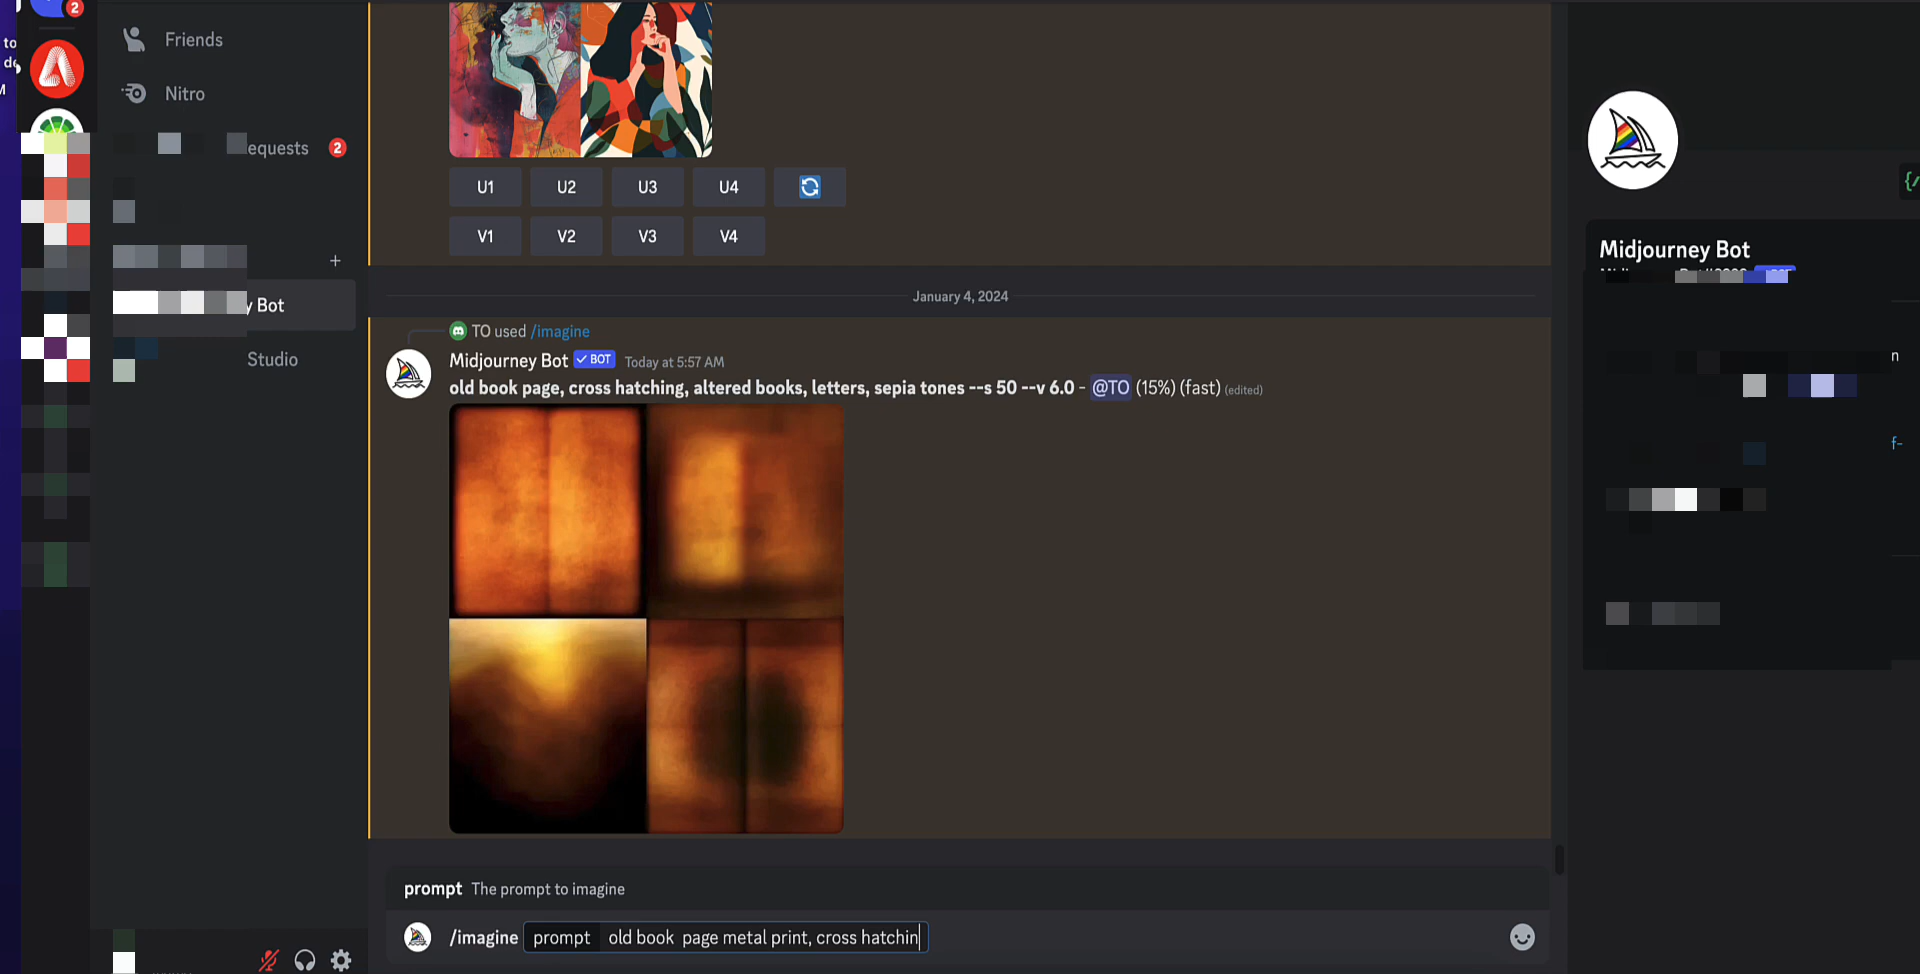 to
de
M
2
Friends
Nitro
equests 2
+
y Bot
Studio
U1 U2 U3 U4
V1 V2 V3 V4
January 4, 2024
TO used /imagine
Midjourney Bot ✓ BOT Today at 5:57 AM
old book page, cross hatching, altered books, letters, sepia tones --s 50 --v 6.0 - @TO (15%) (fast) (edited)
prompt The prompt to imagine
/imagine prompt old book page metal print, cross hatchin
{/
Midjourney Bot
n
f-